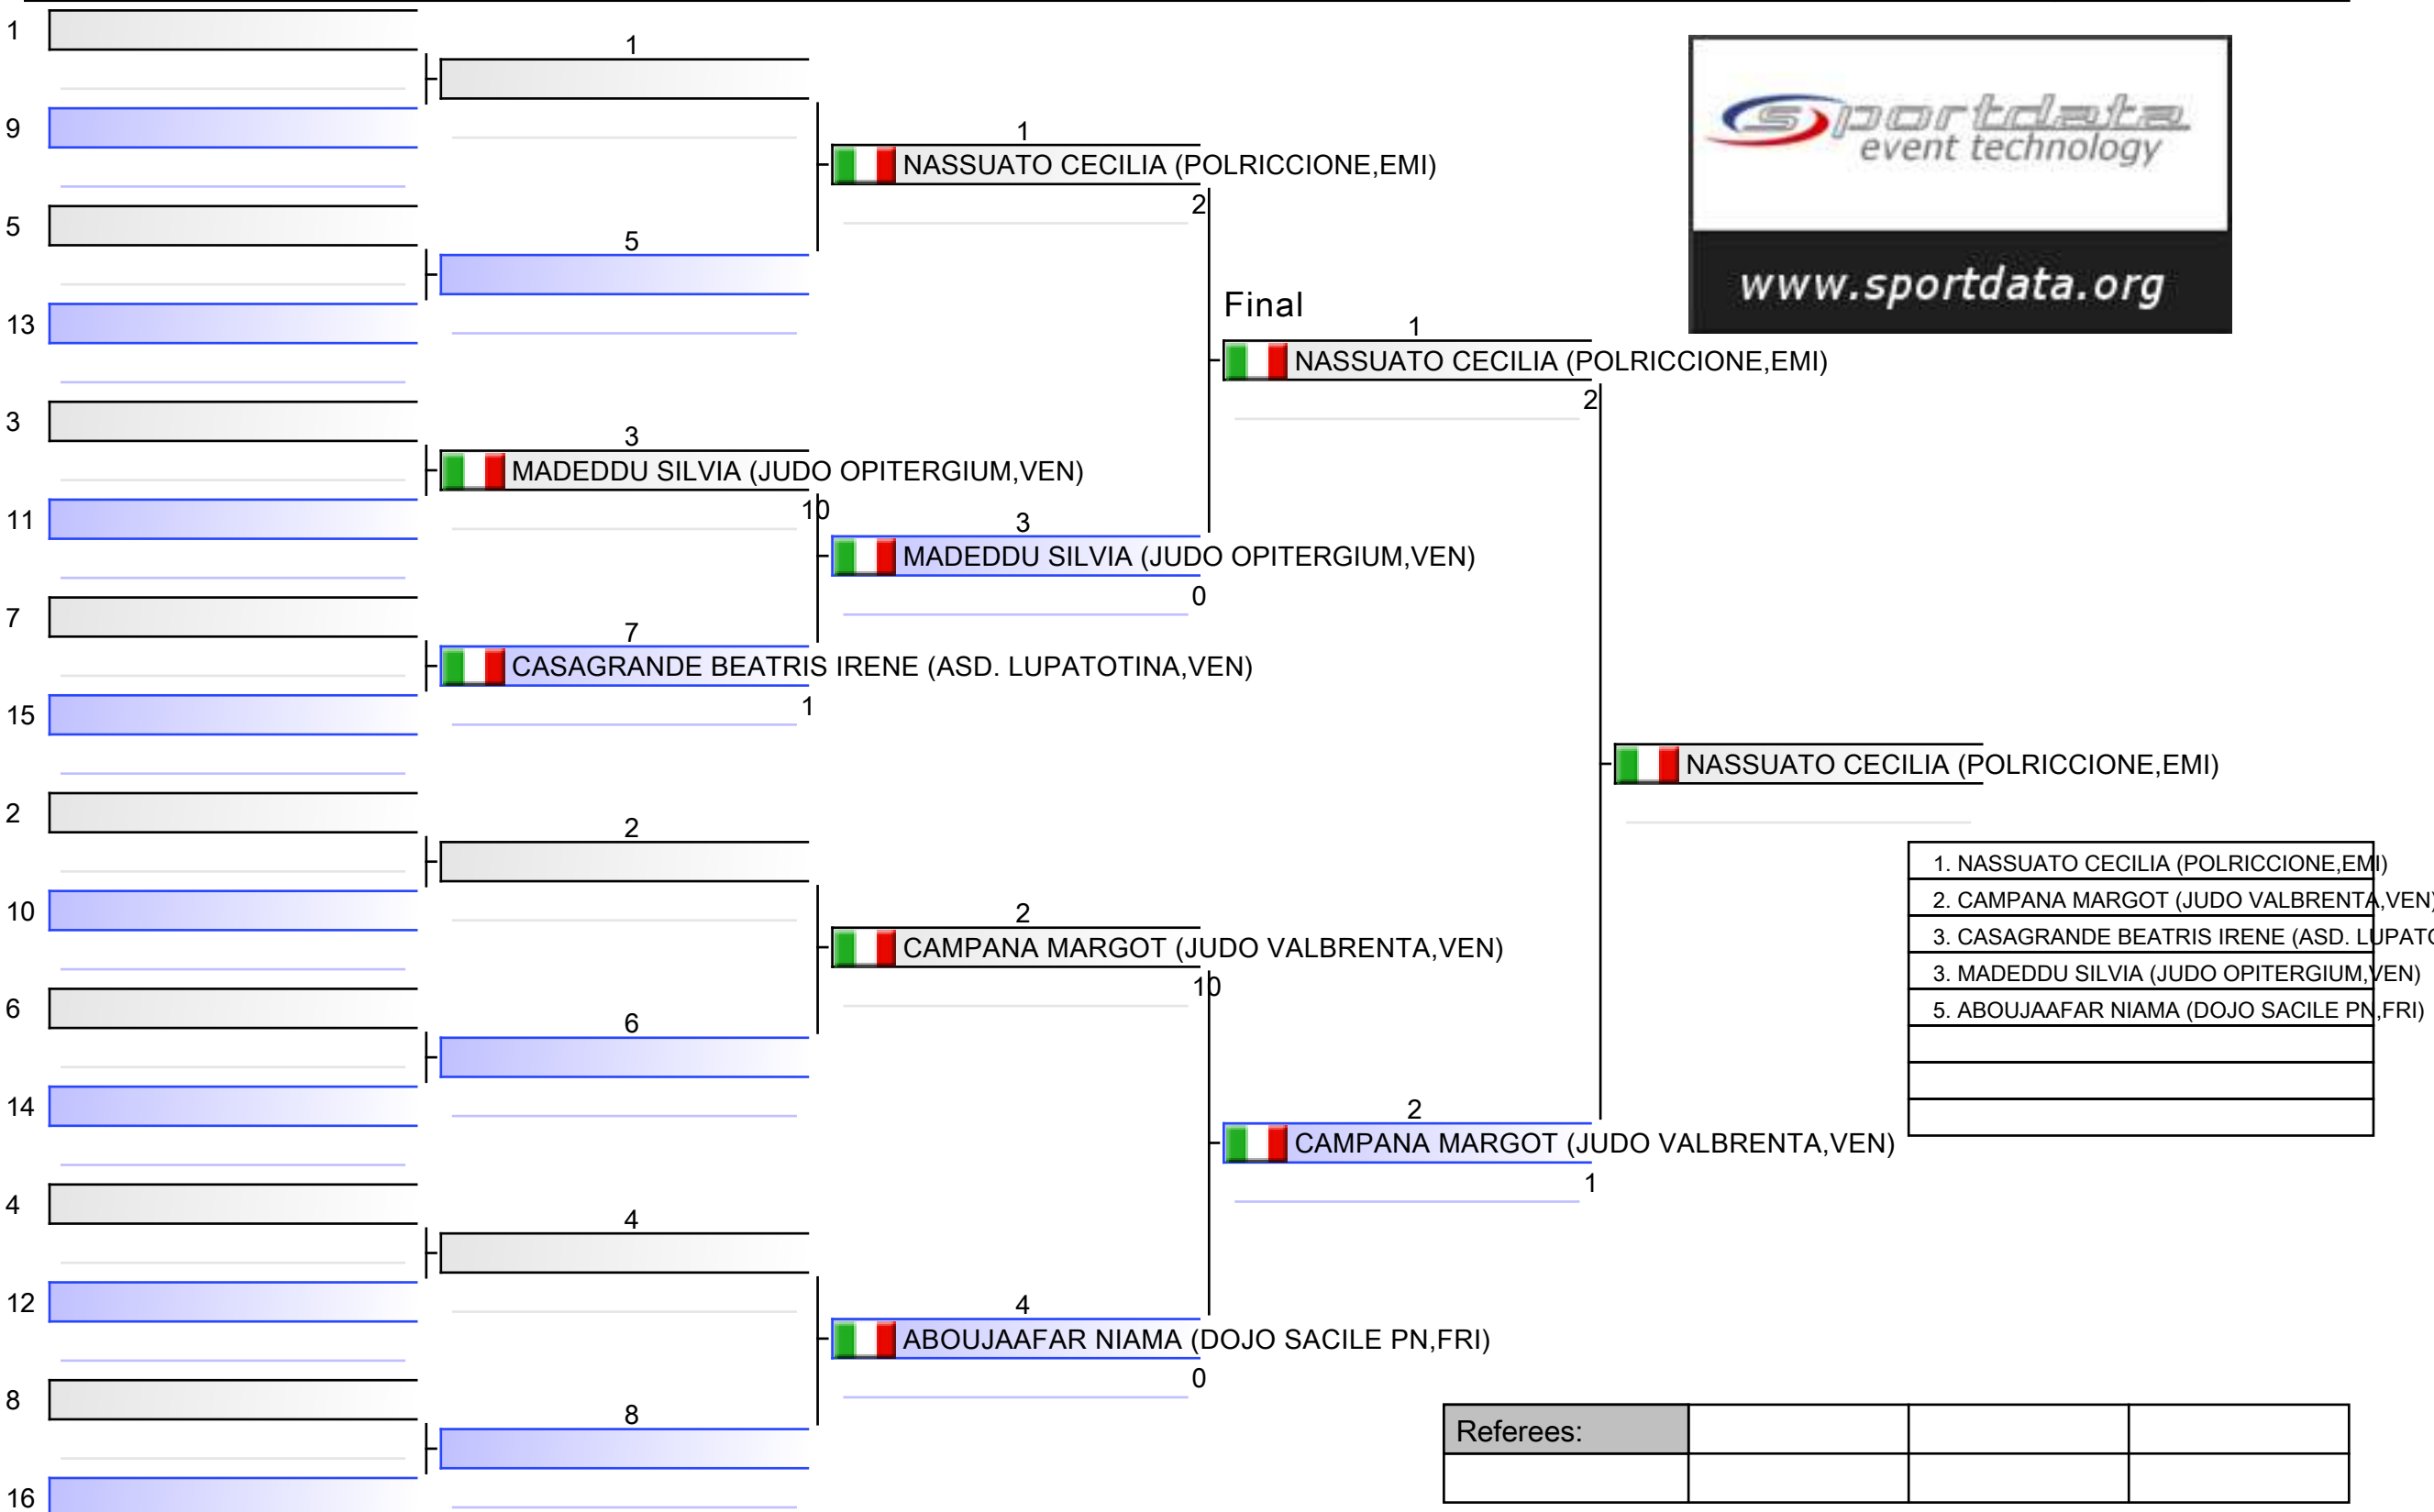 1
1
9
1
NASSUATO CECILIA (POLRICCIONE,EMI)
2
sportdata
event technology
www.sportdata.org
5
5
13
Final
1
NASSUATO CECILIA (POLRICCIONE,EMI)
2
3
3
MADEDDU SILVIA (JUDO OPITERGIUM,VEN)
10
11
3
MADEDDU SILVIA (JUDO OPITERGIUM,VEN)
0
7
7
CASAGRANDE BEATRIS IRENE (ASD. LUPATOTINA,VEN)
1
15
NASSUATO CECILIA (POLRICCIONE,EMI)
2
2
10
2
CAMPANA MARGOT (JUDO VALBRENTA,VEN)
10
1. NASSUATO CECILIA (POLRICCIONE,EMI)
2. CAMPANA MARGOT (JUDO VALBRENTA,VEN)
3. CASAGRANDE BEATRIS IRENE (ASD. LUPATO
3. MADEDDU SILVIA (JUDO OPITERGIUM,VEN)
5. ABOUJAAFAR NIAMA (DOJO SACILE PN,FRI)
6
6
14
2
CAMPANA MARGOT (JUDO VALBRENTA,VEN)
1
4
4
12
4
ABOUJAAFAR NIAMA (DOJO SACILE PN,FRI)
0
8
8
16
Referees: